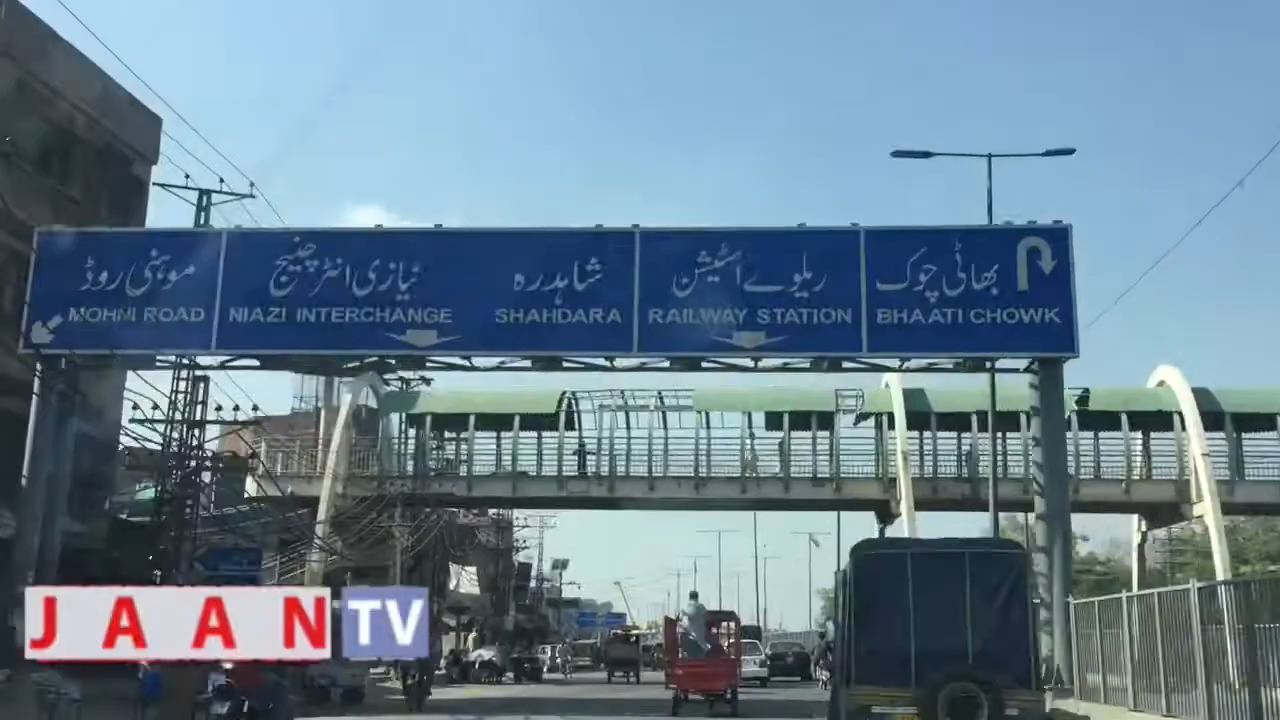 موہنی روڈ
MOHNI ROAD
نیازی انٹرچینج
NIAZI INTERCHANGE
شاہدرہ
SHAHDARA
ریلوے اسٹیشن
RAILWAY STATION
بھاٹی چوک
BHAATI CHOWK
JAAN TV